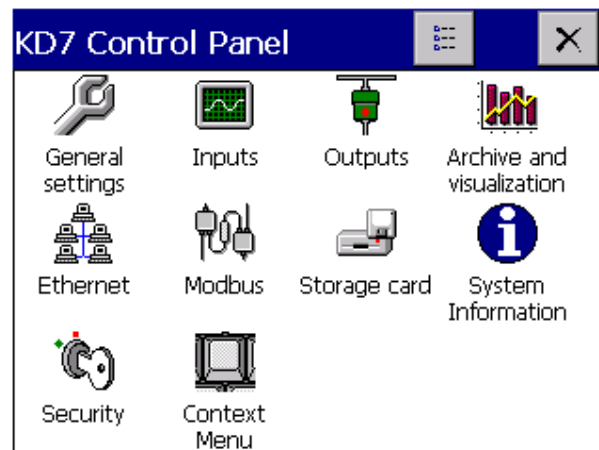 KD7 Control Panel
General
settings
Inputs
Outputs
Archive and
visualization
Ethernet
Modbus
Storage card
System
Information
Security
Context
Menu